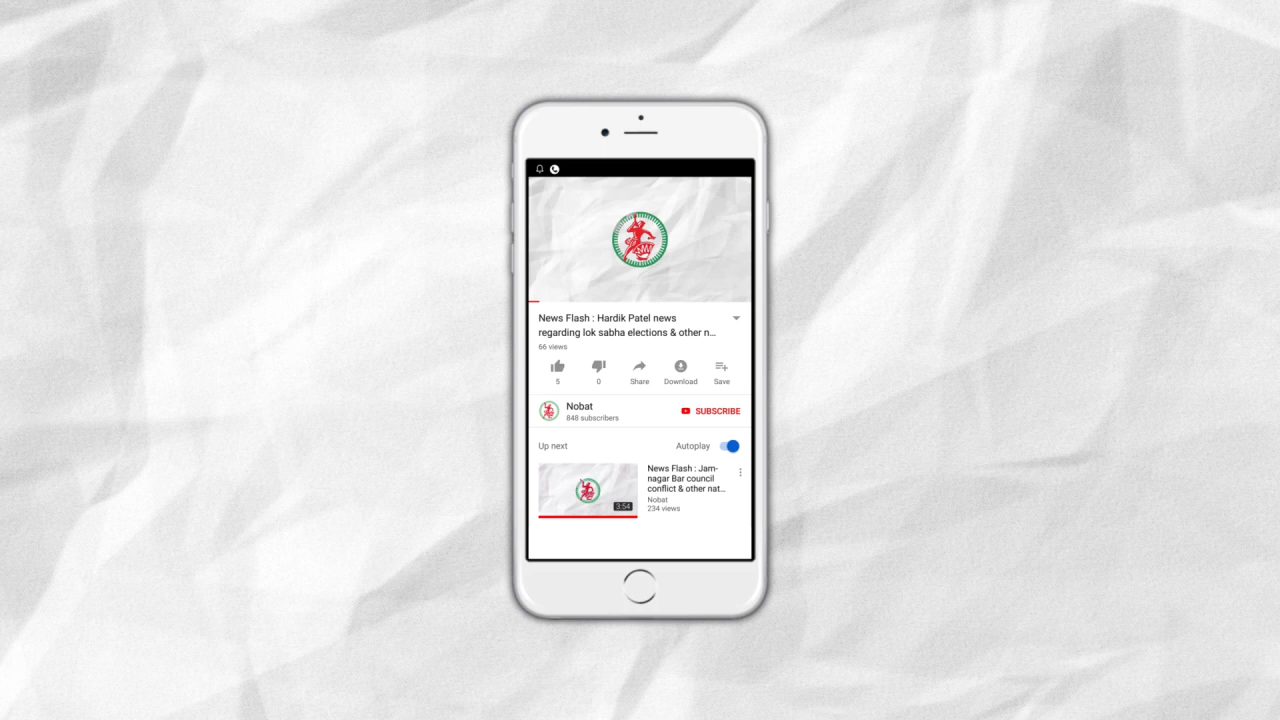 News Flash : Hardik Patel news
regarding lok sabha elections & other n...
66 views
5
0
Share
Download
Save
Nobat
848 subscribers
SUBSCRIBE
Up next
Autoplay
3:54
News Flash : Jam-
nagar Bar council
conflict & other nat...
Nobat
234 views